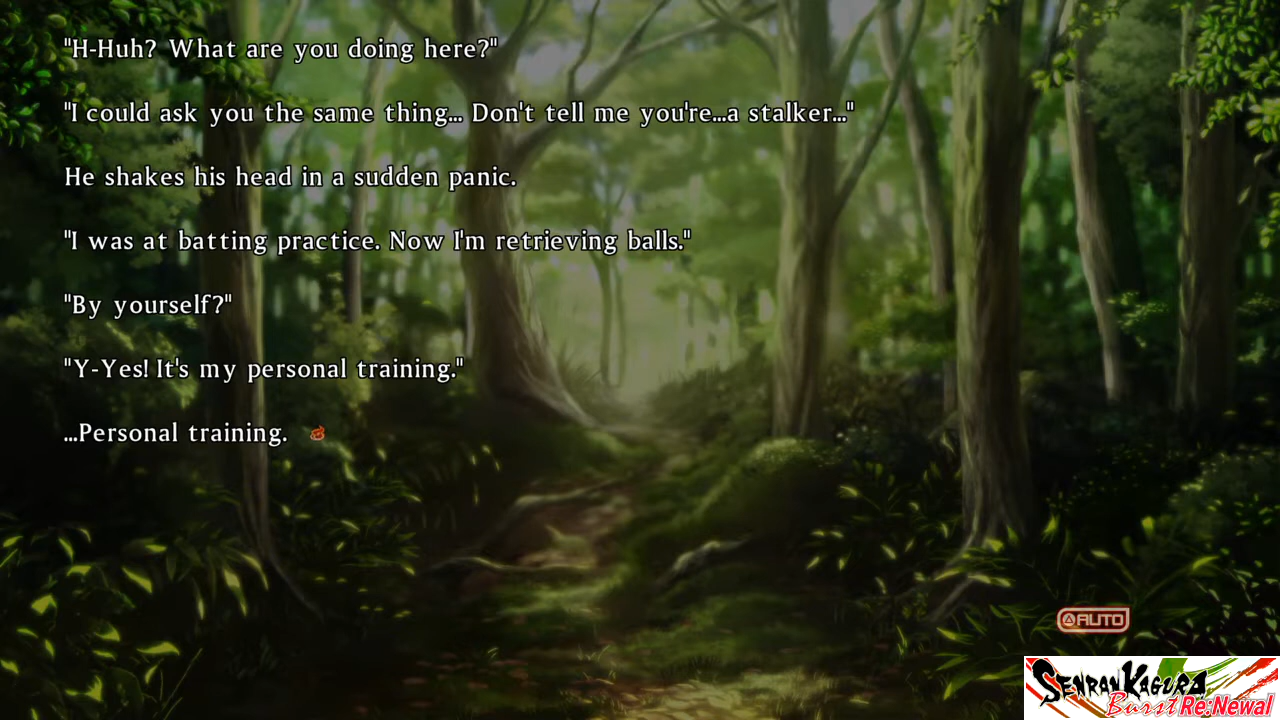 "H-Huh? What are you doing here?"
"I could ask you the same thing... Don't tell me you're...a stalker..."
He shakes his head in a sudden panic.
"I was at batting practice. Now I'm retrieving balls."
"By yourself?"
"Y-Yes! It's my personal training."
...Personal training.
AUTO
SENRAN KAGURA
Burst Re:Newal